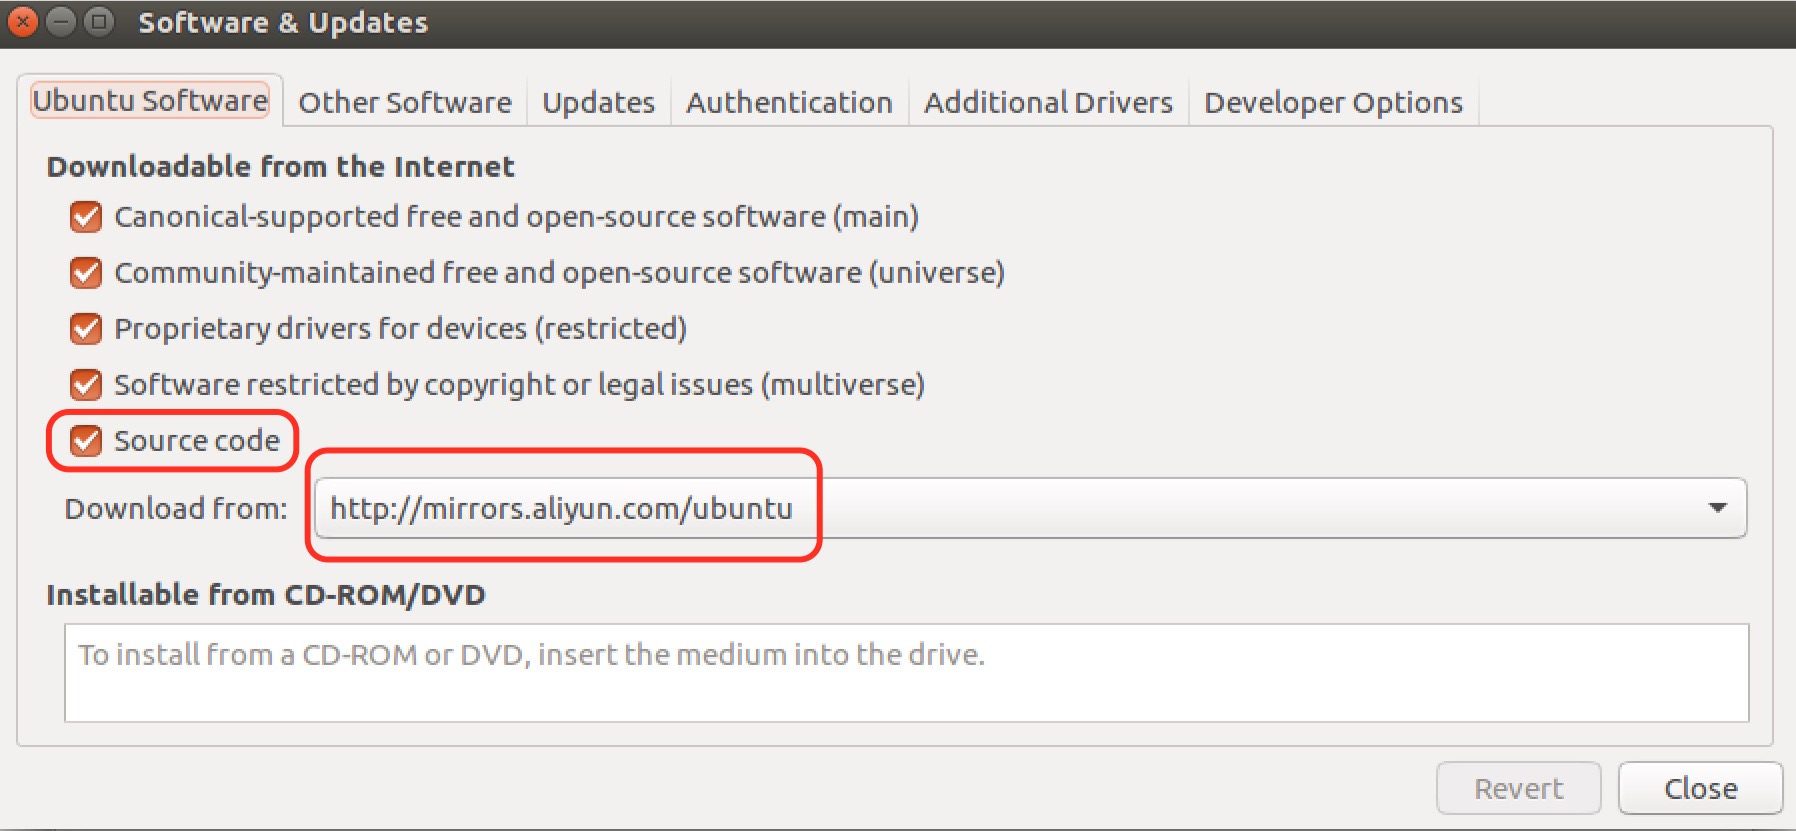 Software & Updates
Ubuntu Software Other Software Updates Authentication Additional Drivers Developer Options
Downloadable from the Internet
Canonical-supported free and open-source software (main)
Community-maintained free and open-source software (universe)
Proprietary drivers for devices (restricted)
Software restricted by copyright or legal issues (multiverse)
Source code
Download from: http://mirrors.aliyun.com/ubuntu
Installable from CD-ROM/DVD
To install from a CD-ROM or DVD, insert the medium into the drive.
Revert Close